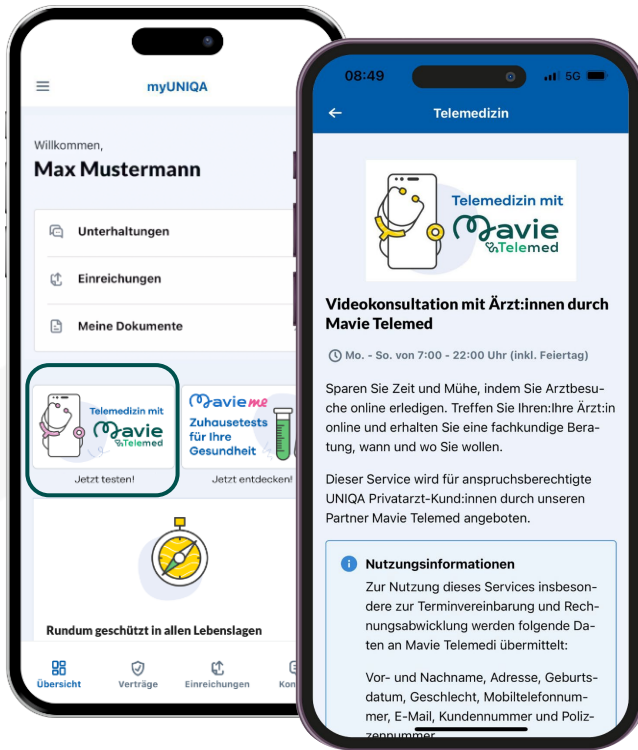 myUNIQA
Willkommen,
Max Mustermann
Unterhaltungen
Einreichungen
Meine Dokumente
Telemedizin mit
Mavie
Telemed
Jetzt testen!
Mavie me
Zuhausetests
für Ihre
Gesundheit
Jetzt entdecken!
Rundum geschützt in allen Lebenslagen
Übersicht
Verträge
Einreichungen
08:49
5G
Telemedizin
Telemedizin mit
Mavie
Telemed
Videokonsultation mit Ärzt:innen durch
Mavie Telemed
Mo. - So. von 7:00 - 22:00 Uhr (inkl. Feiertag)
Sparen Sie Zeit und Mühe, indem Sie Arztbesu-
che online erledigen. Treffen Sie Ihren:Ihre Ärzt:in
online und erhalten Sie eine fachkundige Bera-
tung, wann und wo Sie wollen.
Dieser Service wird für anspruchsberechtigte
UNIQA Privatarzt-Kund:innen durch unseren
Partner Mavie Telemed angeboten.
Nutzungsinformationen
Zur Nutzung dieses Services insbeson-
dere zur Terminvereinbarung und Rech-
nungsabwicklung werden folgende Da-
ten an Mavie Telemedi übermittelt:
Vor- und Nachname, Adresse, Geburts-
datum, Geschlecht, Mobiltelefonnum-
mer, E-Mail, Kundennummer und Poliz-
zennummer